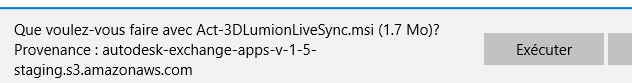 Que voulez-vous faire avec Act-3DLumionLiveSync.msi (1.7 Mo)?
Provenance : autodesk-exchange-apps-v-1-5-
staging.s3.amazonaws.com
Exécuter